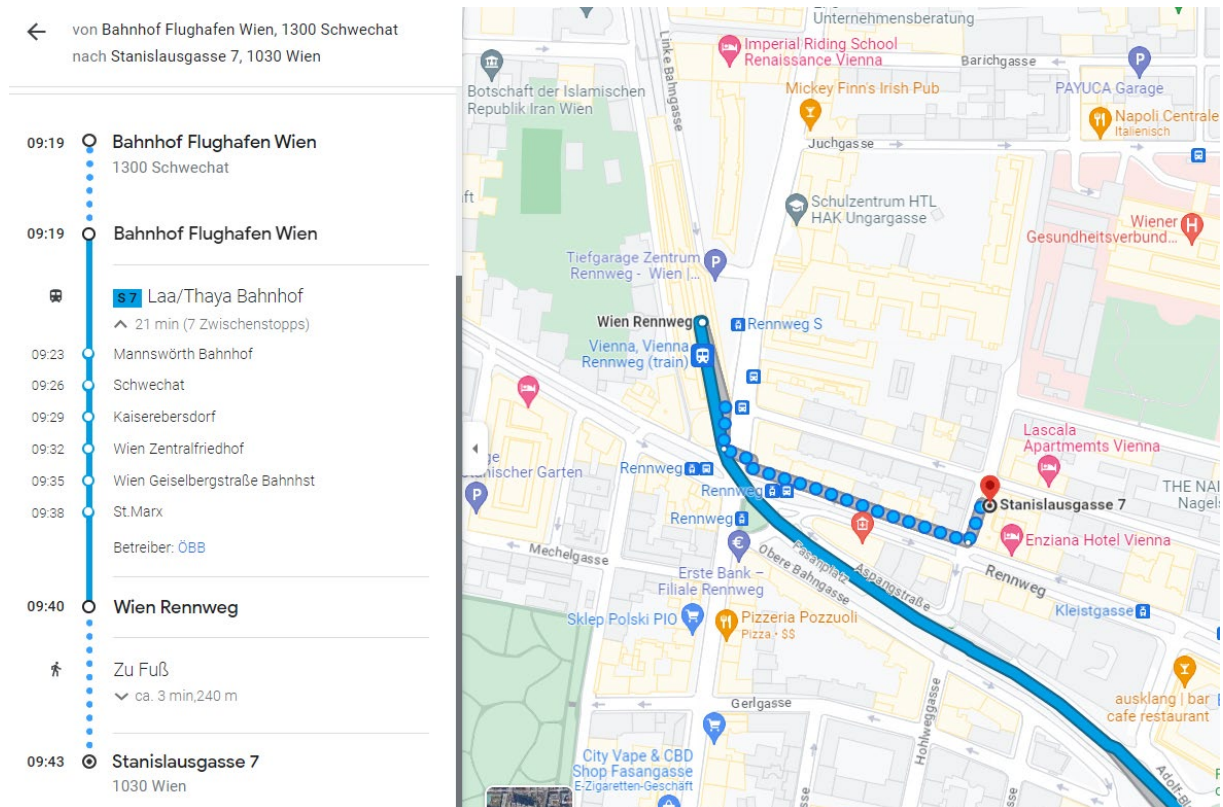 von Bahnhof Flughafen Wien, 1300 Schwechat
nach Stanislausgasse 7, 1030 Wien
09:19 Bahnhof Flughafen Wien
1300 Schwechat
09:19 Bahnhof Flughafen Wien
S 7 Laa/Thaya Bahnhof
21 min (7 Zwischenstopps)
09:23 Mannswörth Bahnhof
09:26 Schwechat
09:29 Kaiserebersdorf
09:32 Wien Zentralfriedhof
09:35 Wien Geiselbergstraße Bahnhst
09:38 St.Marx
Betreiber: ÖBB
09:40 Wien Rennweg
Zu Fuß
ca. 3 min,240 m
09:43 Stanislausgasse 7
1030 Wien
Unternehmensberatung
Linke Bahngasse
Imperial Riding School
Renaissance Vienna
Barichgasse
P
Botschaft der Islamischen
Republik Iran Wien
Mickey Finn's Irish Pub
PAYUCA Garage
Napoli Centrale
Italienisch
Juchgasse
Schulzentrum HTL
HAK Ungargasse
Wiener
Gesundheitsverbund...
H
Tiefgarage Zentrum
Rennweg - Wien |...
P
Wien Rennweg
Rennweg S
Vienna, Vienna
Rennweg (train)
Lascala
Apartmemts Vienna
Rennweg
Rennweg
THE NAI
Nagels
Stanislausgasse 7
P
anischer Garten
Rennweg
Enziana Hotel Vienna
Mechelgasse
Fasanplatz
Obere Bahngasse
Aspangstraße
Rennweg
€
Erste Bank –
Filiale Rennweg
Kleistgasse
Sklep Polski PIO
Pizzeria Pozzuoli
Pizza • $$
Gerlgasse
Hohlweggasse
ausklang | bar
cafe restaurant
City Vape & CBD
Shop Fasangasse
E-Zigaretten-Geschäft
Adolf-Bl